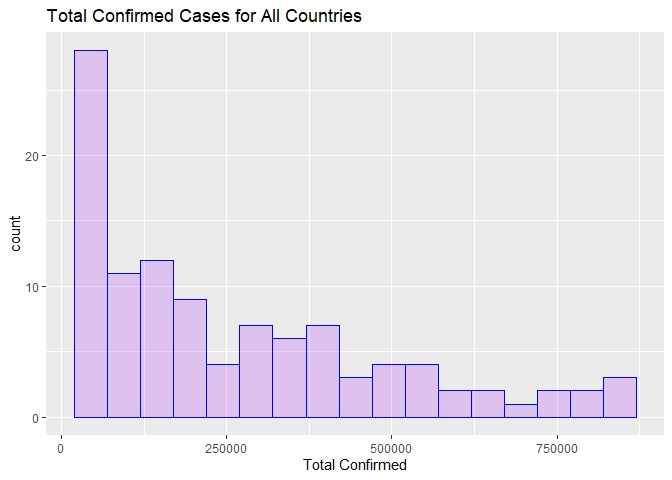 Total Confirmed Cases for All Countries
count
20
10
0
0
250000
500000
750000
Total Confirmed